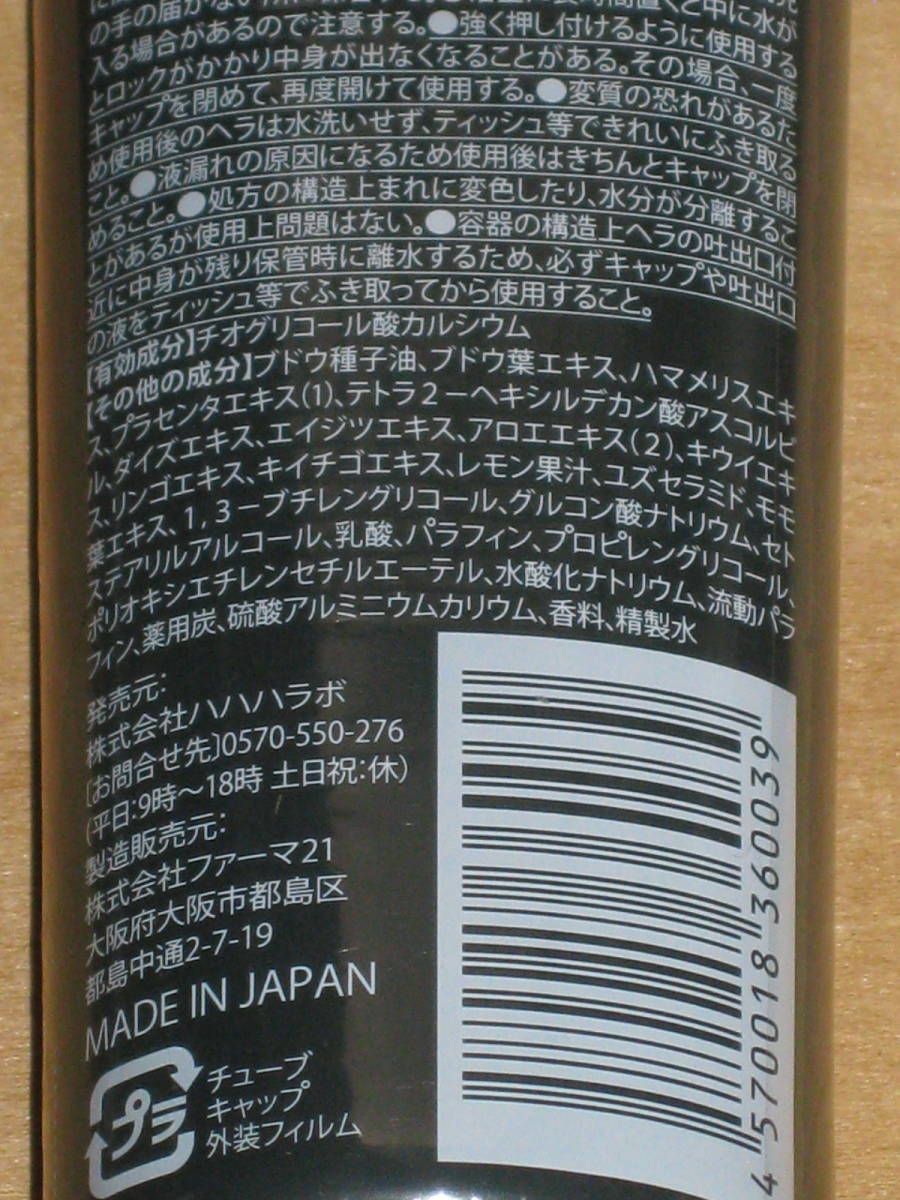 の手の届かない所に保管する。●浴室に長時間置くと中に水が
入る場合があるので注意する。●強く押し付けるように使用する
とロックがかかり中身が出なくなることがある。その場合、一度
キャップを閉めて、再度開けて使用する。●変質の恐れがあるた
め使用後のヘラは水洗いせず、ティッシュ等できれいにふき取る
こと。●液漏れの原因になるため使用後はきちんとキャップを閉
めること。●処方の構造上まれに変色したり、水分が分離するこ
とがあるが使用上問題はない。●容器の構造上ヘラの吐出口付
近に中身が残り保管時に離水するため、必ずキャップや吐出口
の液をティッシュ等でふき取ってから使用すること。
【有効成分】チオグリコール酸カルシウム
【その他の成分】ブドウ種子油、ブドウ葉エキス、ハマメリスエキ
ス、プラセンタエキス(1)、テトラ2－ヘキシルデカン酸アスコルビ
ル、ダイズエキス、エイジツエキス、アロエエキス(2)、キウイエキ
ス、リンゴエキス、キイチゴエキス、レモン果汁、ユズセラミド、モモ
葉エキス、1,3－ブチレングリコール、グルコン酸ナトリウム、セト
ステアリルアルコール、乳酸、パラフィン、プロピレングリコール、
ポリオキシエチレンセチルエーテル、水酸化ナトリウム、流動パラ
フィン、薬用炭、硫酸アルミニウムカリウム、香料、精製水
発売元:
株式会社ハハハラボ
〔お問合せ先〕0570-550-276
(平日:9時～18時 土日祝:休)
製造販売元:
株式会社ファーマ21
大阪府大阪市都島区
都島中通2-7-19
MADE IN JAPAN
プラ
チューブ
キャップ
外装フィルム
4 570018 360039